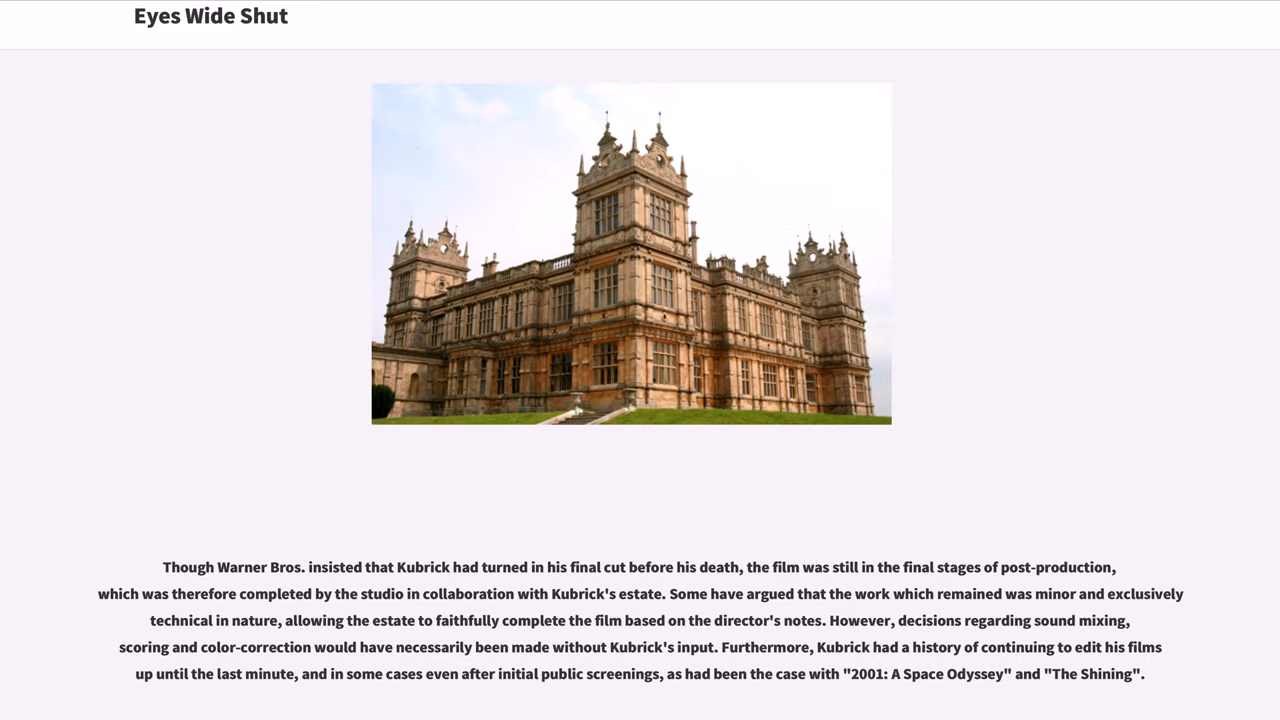 Eyes Wide Shut
Though Warner Bros. insisted that Kubrick had turned in his final cut before his death, the film was still in the final stages of post-production,
which was therefore completed by the studio in collaboration with Kubrick's estate. Some have argued that the work which remained was minor and exclusively
technical in nature, allowing the estate to faithfully complete the film based on the director's notes. However, decisions regarding sound mixing,
scoring and color-correction would have necessarily been made without Kubrick's input. Furthermore, Kubrick had a history of continuing to edit his films
up until the last minute, and in some cases even after initial public screenings, as had been the case with "2001: A Space Odyssey" and "The Shining".